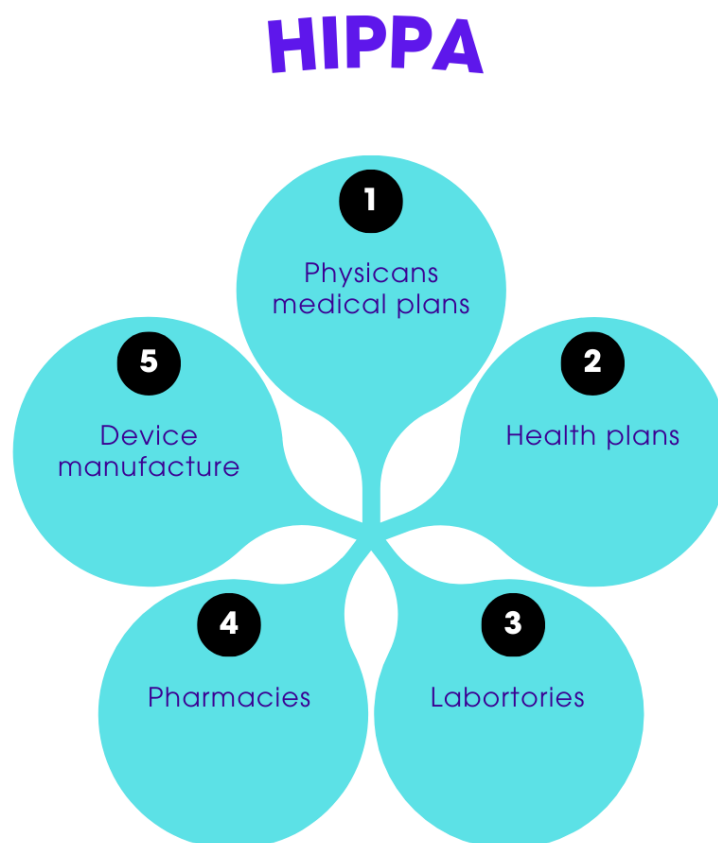 HIPPA
1
Physicans
medical plans
2
Health plans
3
Labortories
4
Pharmacies
5
Device
manufacture